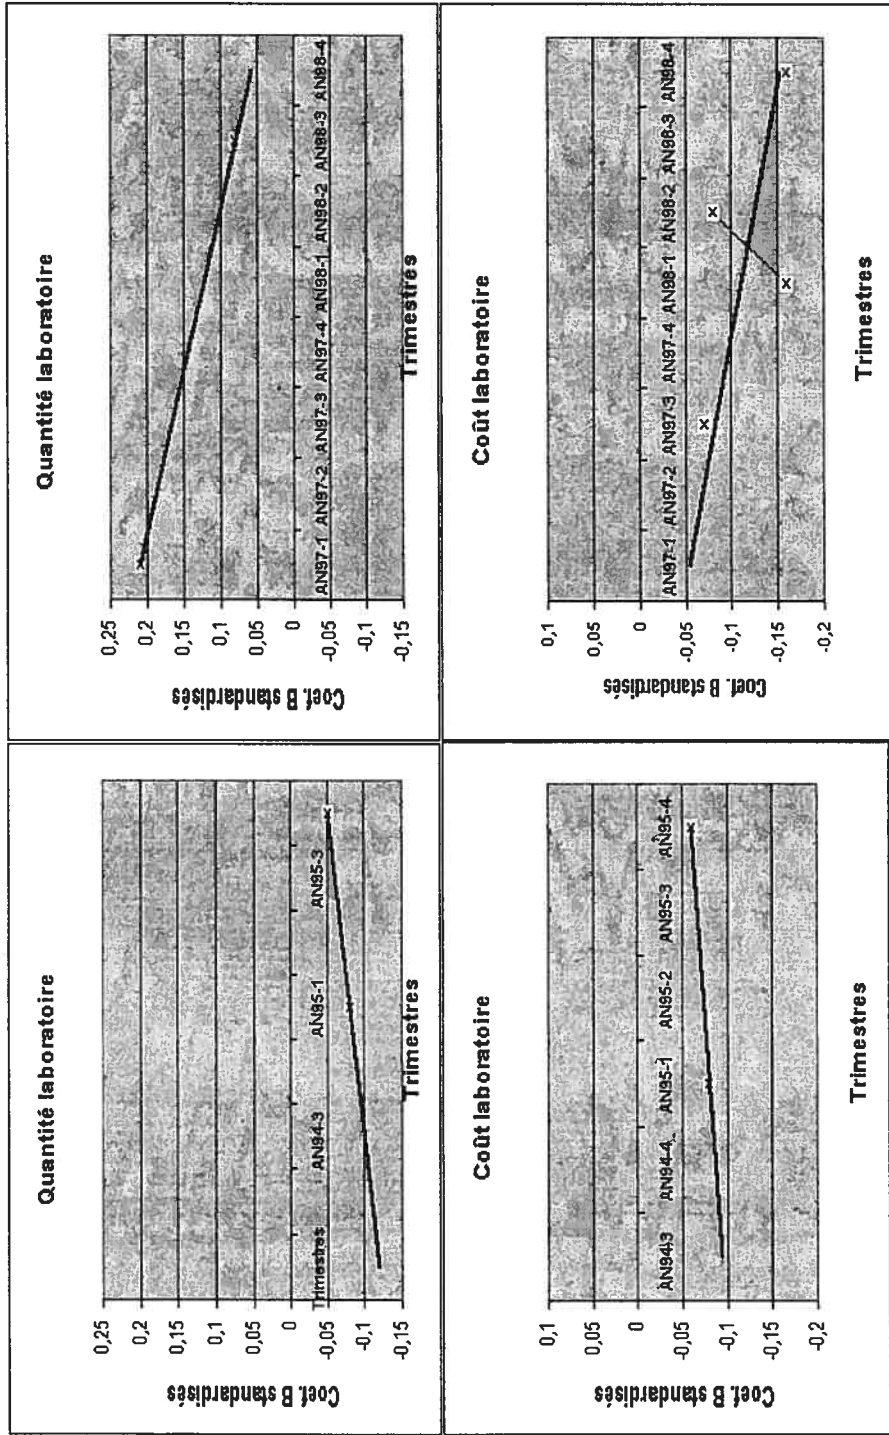 Quantité laboratoire
Coef. B standardisés
0,25
0,2
0,15
0,1
0,05
0
-0,05
-0,1
-0,15
Trimestres AN94-3 AN95-1 AN95-3
Trimestres
Quantité laboratoire
Coef. B standardisés
0,25
0,2
0,15
0,1
0,05
0
-0,05
-0,1
-0,15
AN97-1 AN97-2 AN97-3 AN97-4 AN98-1 AN98-2 AN98-3 AN98-4
Trimestres
Coût laboratoire
Coef. B standardisés
0,1
0,05
0
-0,05
-0,1
-0,15
-0,2
AN94-3 AN94-4 AN95-1 AN95-2 AN95-3 AN95-4
Trimestres
Coût laboratoire
Coef. B standardisés
0,1
0,05
0
-0,05
-0,1
-0,15
-0,2
AN97-1 AN97-2 AN97-3 AN97-4 AN98-1 AN98-2 AN98-3 AN98-4
Trimestres